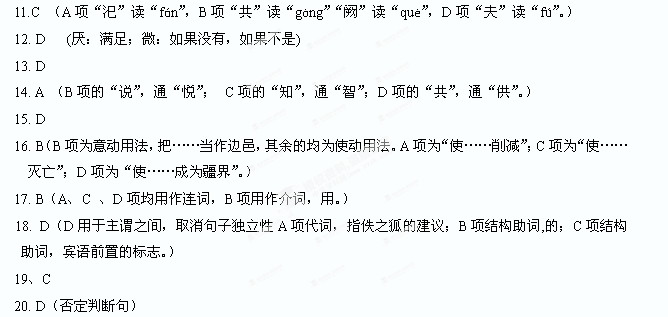 11.C （A 项“汜”读“fán”，B 项“共”读“gōng”“阙”读“quē”，D 项“夫”读“fú”。）
12. D (厌：满足；微：如果没有，如果不是)
13. D
14. A （B 项的“说”，通“悦”； C 项的“知”，通“智”；D 项的“共”，通“供”。）
15. D
16. B（B 项为意动用法，把……当作边邑，其余的均为使动用法。A 项为“使……削减”；C 项为“使……
灭亡”；D 项为“使……成为疆界”。）
17. B（A、C 、D 项均用作连词，B 项用作介词，用。）
18. D（D 用于主谓之间，取消句子独立性 A 项代词，指佚之狐的建议；B 项结构助词,的；C 项结构
助词，宾语前置的标志。）
19、C
20. D（否定判断句）